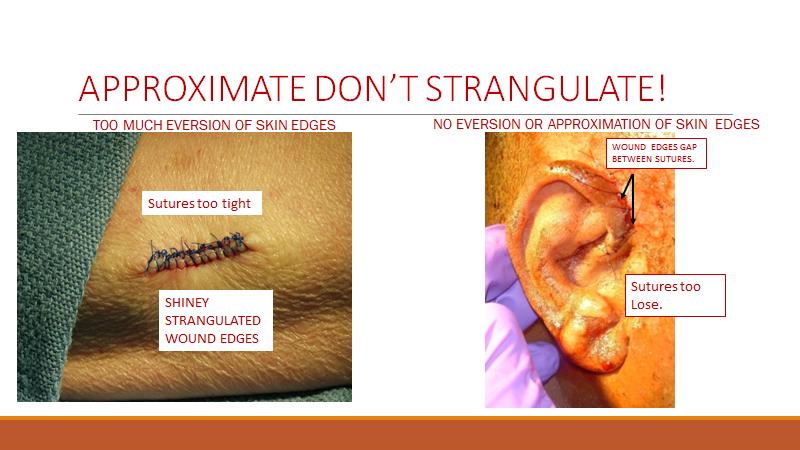 APPROXIMATE DON'T STRANGULATE!
TOO MUCH EVERSION OF SKIN EDGES
Sutures too tight
SHINEY
STRANGULATED
WOUND EDGES
NO EVERSION OR APPROXIMATION OF SKIN EDGES
WOUND EDGES GAP
BETWEEN SUTURES.
Sutures too
Lose.